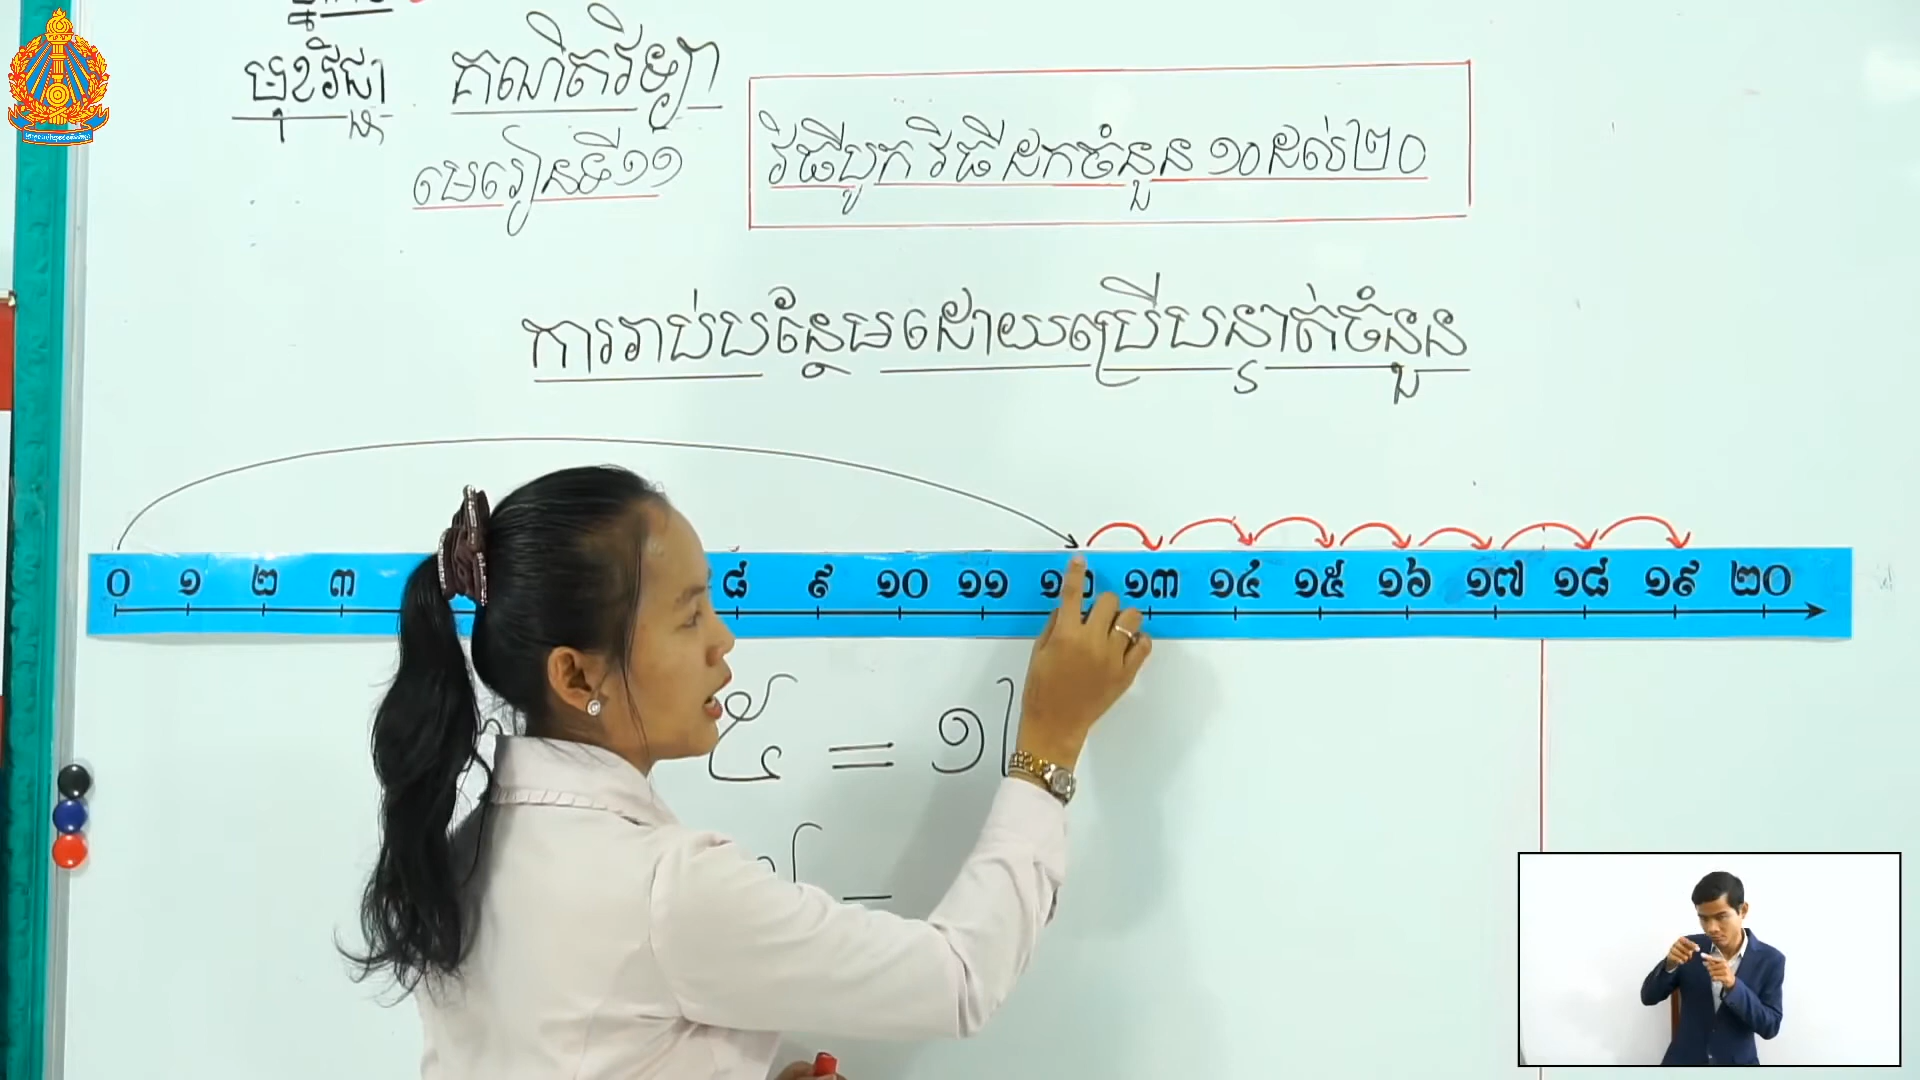 មុខវិជ្ជា គណិតវិទ្យា
មេរៀនទី១១
វិធីបូក វិធីដកចំនួន ១០ដល់២០
ការរាប់បន្ថែមដោយប្រើបន្ទាត់ចំនួន
០ ១ ២ ៣ ៨ ៩ ១០ ១១ ១៣ ១៤ ១៥ ១៦ ១៧ ១៨ ១៩ ២០
៥ = ១
=